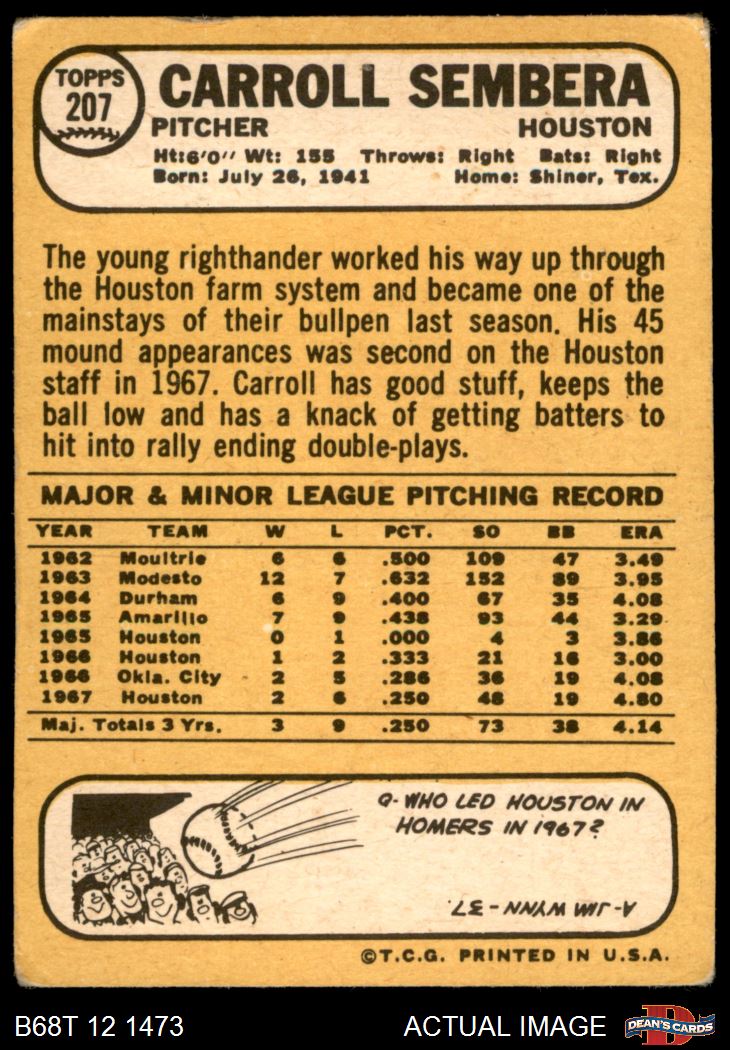 TOPPS
207
CARROLL SEMBERA
PITCHER HOUSTON
Ht:6'0" Wt: 155 Throws: Right Bats: Right
Born: July 26, 1941 Home: Shiner, Tex.
The young righthander worked his way up through
the Houston farm system and became one of the
mainstays of their bullpen last season. His 45
mound appearances was second on the Houston
staff in 1967. Carroll has good stuff, keeps the
ball low and has a knack of getting batters to
hit into rally ending double-plays.
MAJOR & MINOR LEAGUE PITCHING RECORD
YEAR TEAM W L PCT. SO BB ERA
1962 Moultrie 6 6 .500 109 47 3.49
1963 Modesto 12 7 .632 152 89 3.95
1964 Durham 6 9 .400 67 35 4.08
1965 Amarillo 7 9 .438 93 44 3.29
1965 Houston 0 1 .000 4 3 3.86
1966 Houston 1 2 .333 21 16 3.00
1966 Okla. City 2 5 .286 36 19 4.08
1967 Houston 2 6 .250 48 19 4.80
Maj. Totals 3 Yrs. 3 9 .250 73 38 4.14
Q-WHO LED HOUSTON IN
HOMERS IN 1967?
A-JIM WYNN-37.
©T.C.G. PRINTED IN U.S.A.
B68T 12 1473 ACTUAL IMAGE
D
DEAN'S CARDS